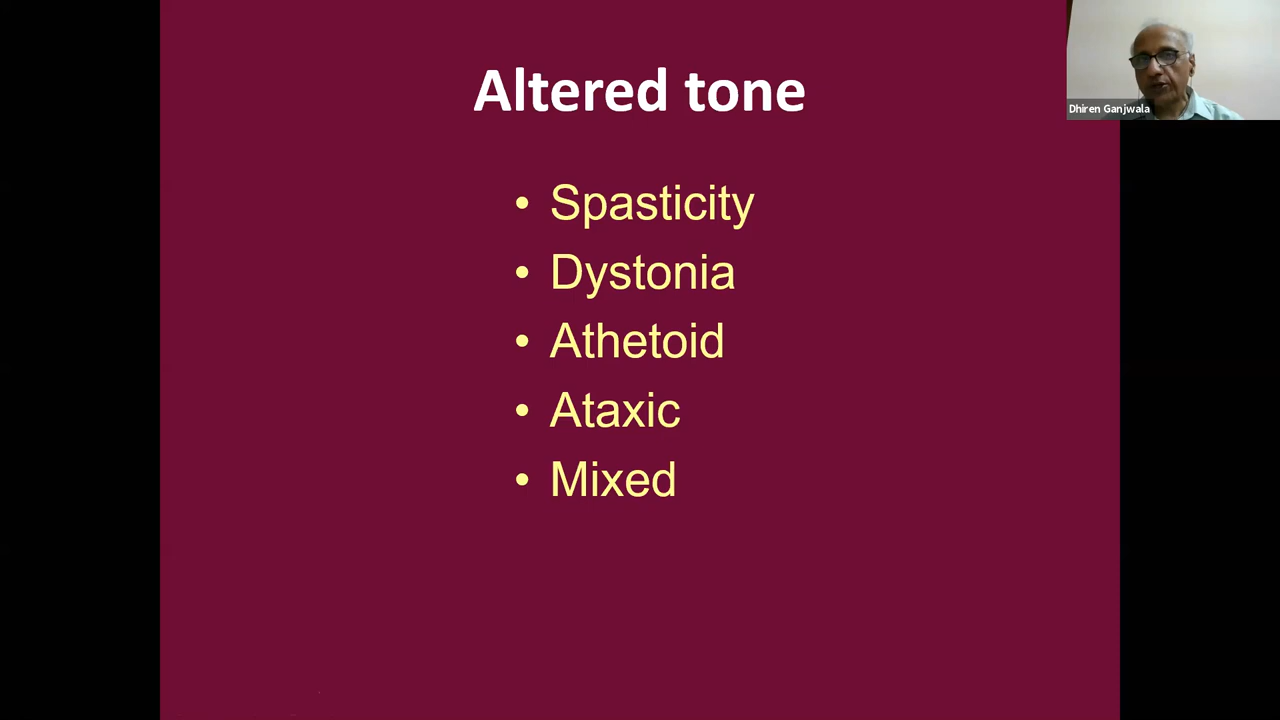 Altered tone
Dhiren Ganjwala
• Spasticity
• Dystonia
• Athetoid
• Ataxic
• Mixed